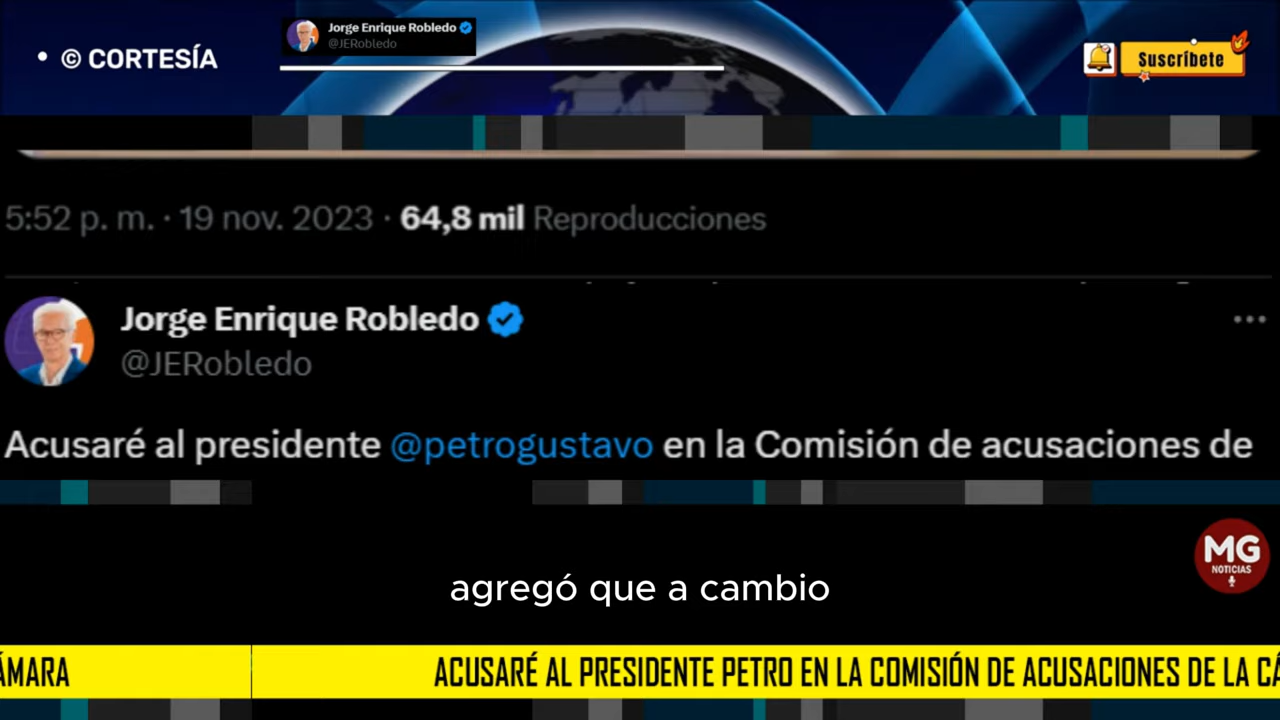 • © CORTESÍA
Jorge Enrique Robledo
@JERobledo
Suscríbete
5:52 p. m. · 19 nov. 2023 · 64,8 mil Reproducciones
Jorge Enrique Robledo
@JERobledo
Acusaré al presidente @petrogustavo en la Comisión de acusaciones de
MG
NOTICIAS
agregó que a cambio
ÁMARA
ACUSARÉ AL PRESIDENTE PETRO EN LA COMISIÓN DE ACUSACIONES DE LA CÁ